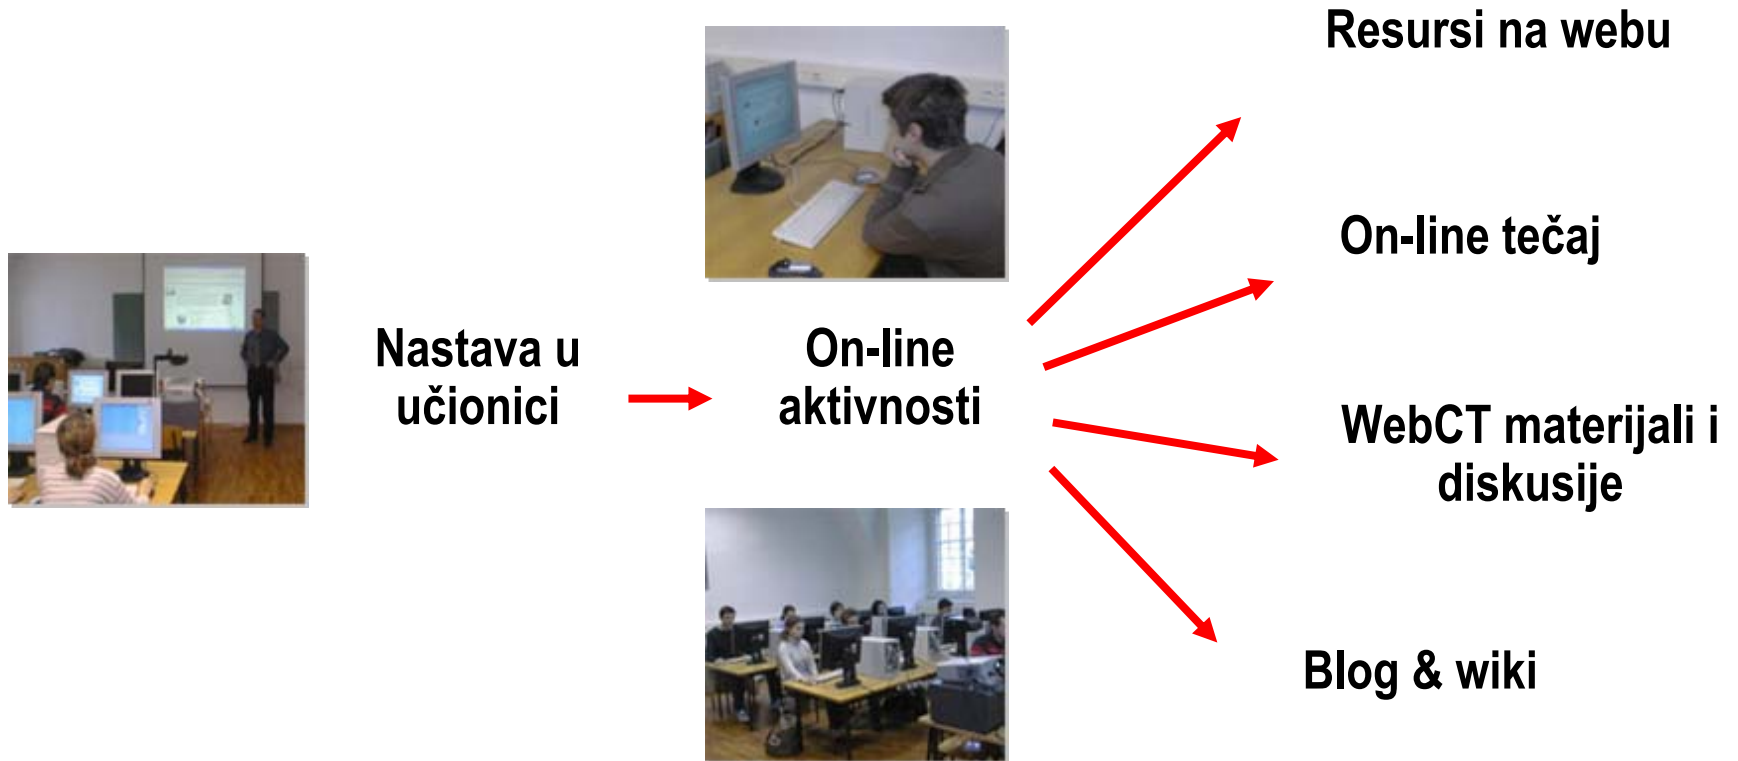 Resursi na webu
On-line tečaj
Nastava u
učionici
On-line
aktivnosti
WebCT materijali i
diskusije
Blog & wiki